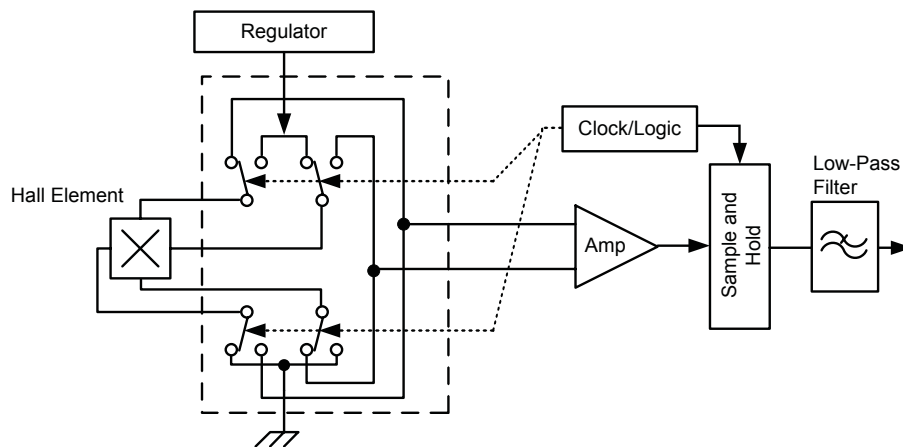 Regulator
Clock/Logic
Low-Pass
Filter
Hall Element
Amp
Sample and
Hold